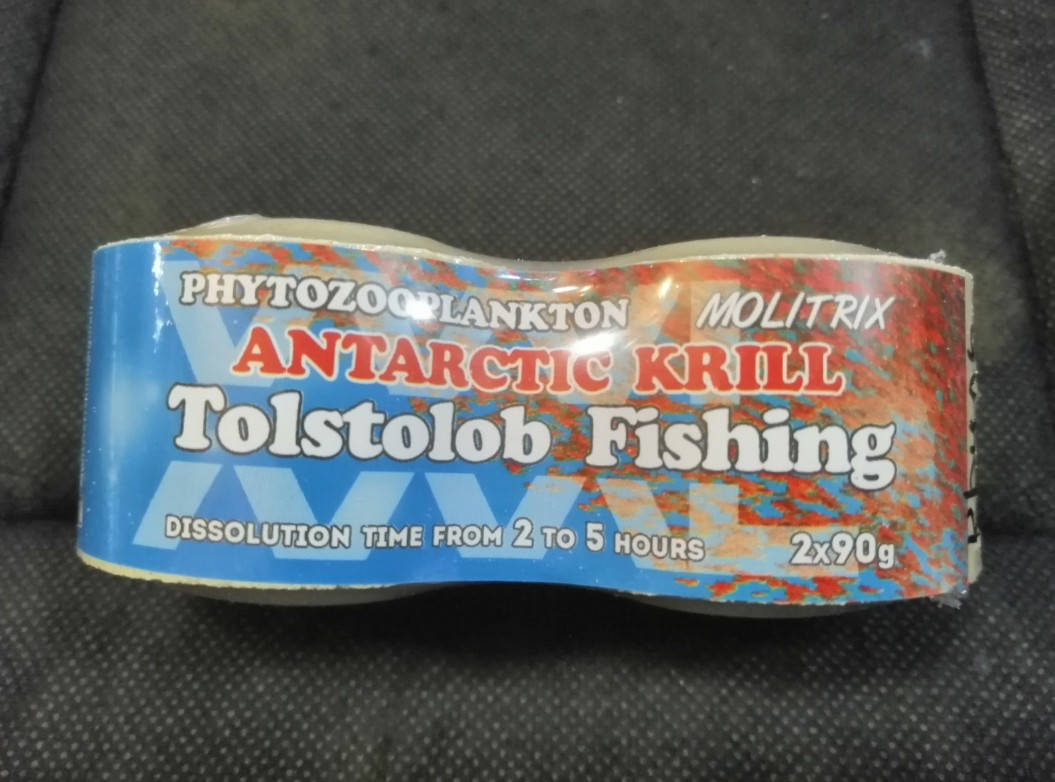 PHYTOZOOPLANKTON
MOLITRIX
ANTARCTIC KRILL
Tolstolob Fishing
DISSOLUTION TIME FROM 2 TO 5 HOURS
2x90g